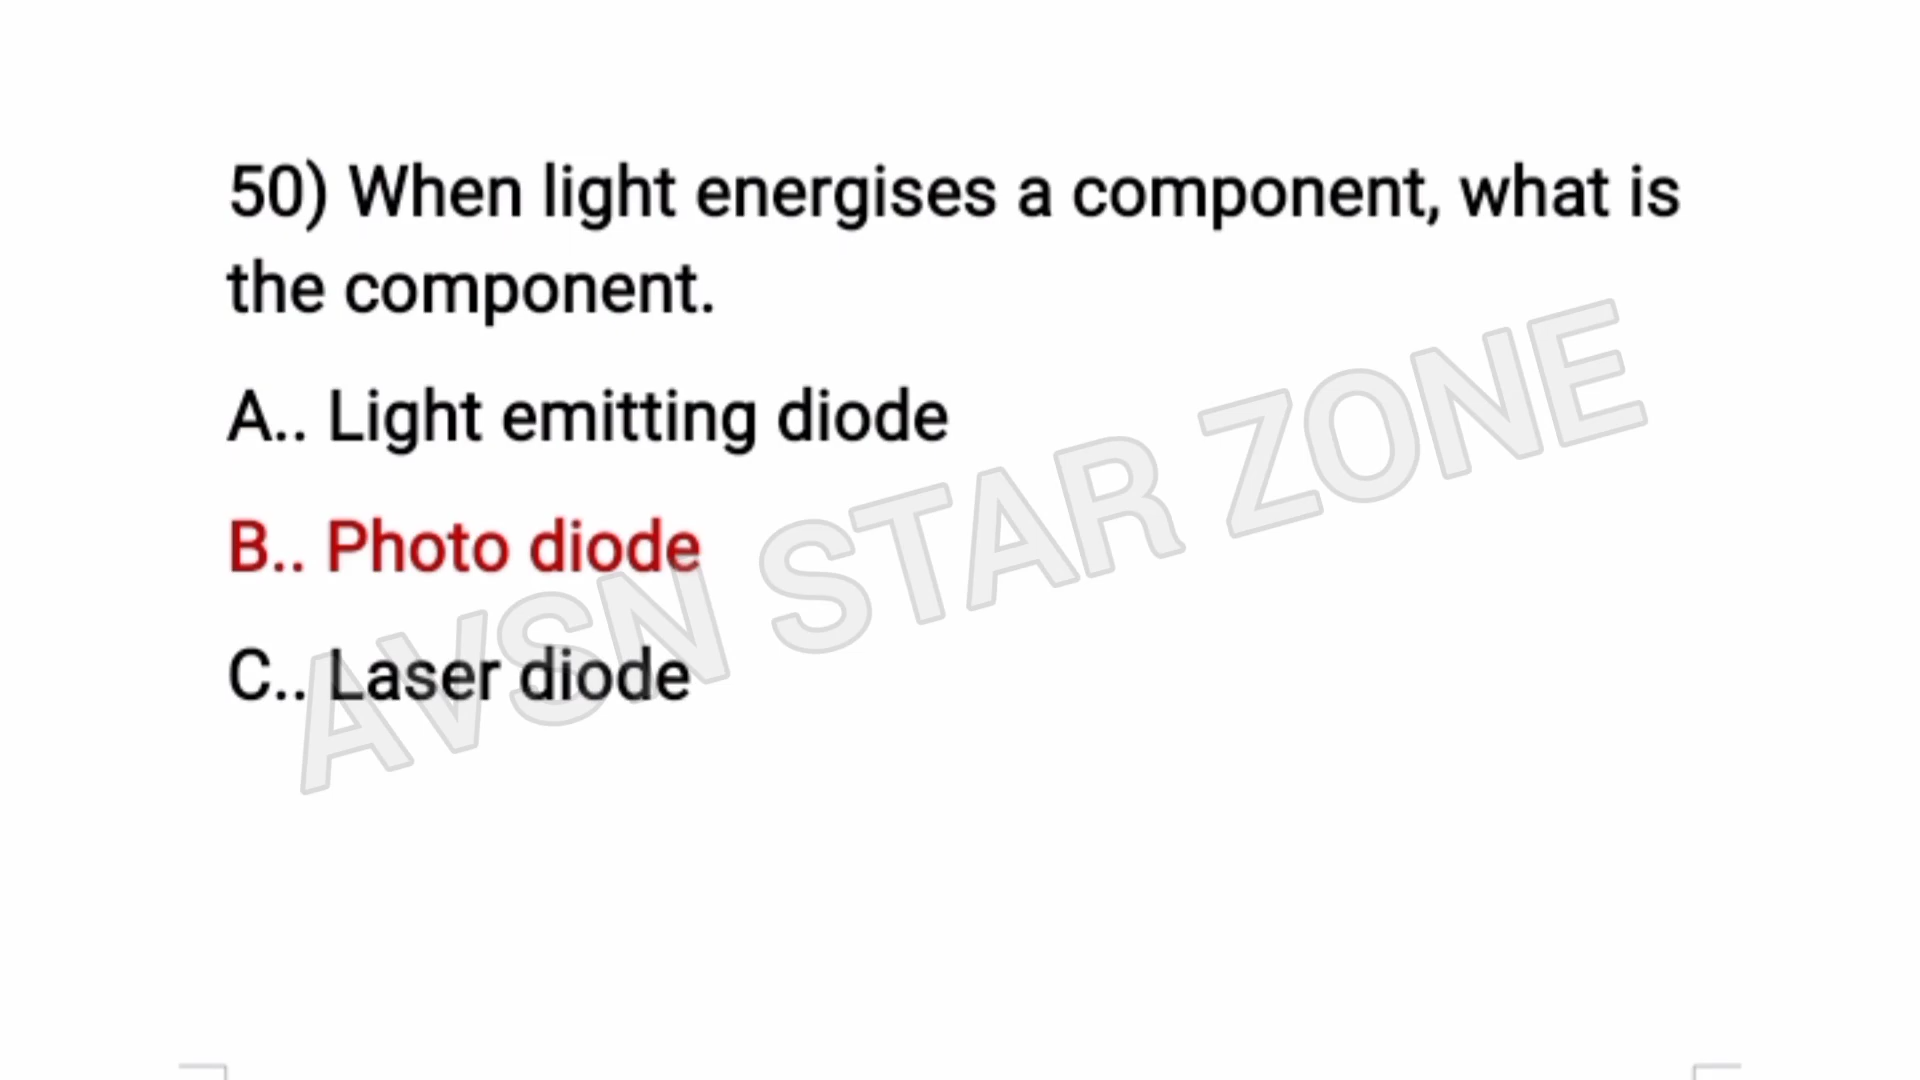 50) When light energises a component, what is
the component.
A.. Light emitting diode
B.. Photo diode
C.. Laser diode
AVSN STAR ZONE